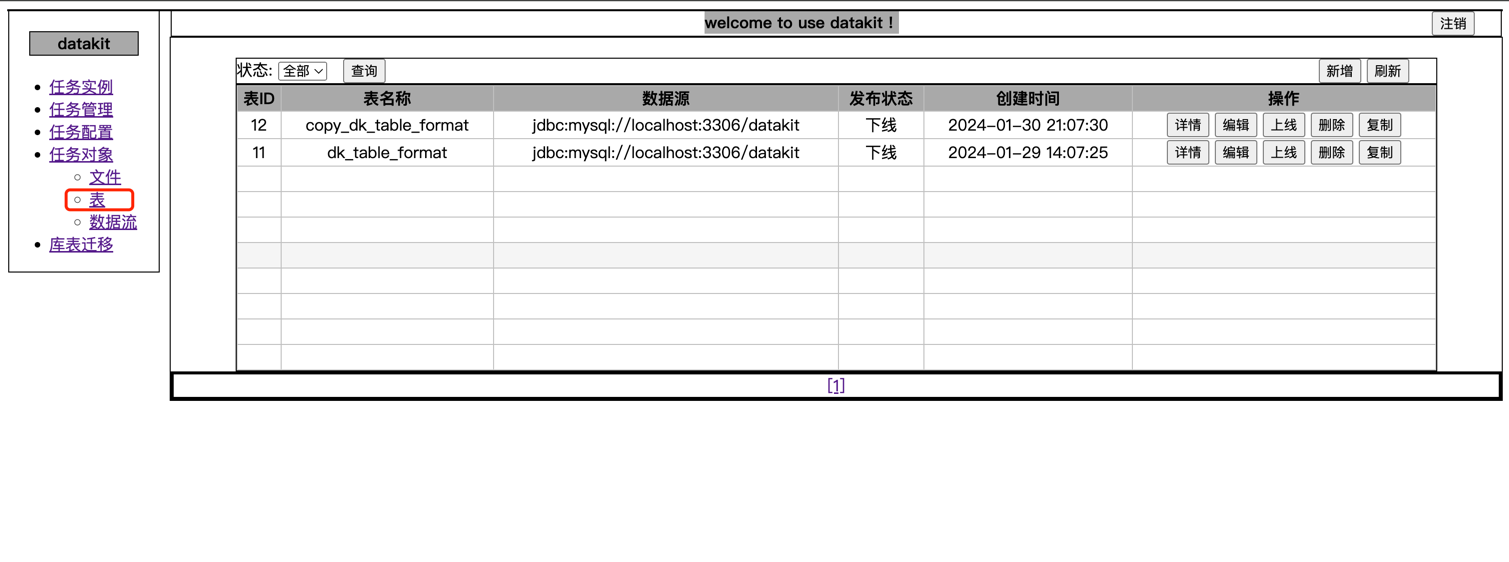 welcome to use datakit !
注销
datakit
任务实例
任务管理
任务配置
任务对象
文件
表
数据流
库表迁移
状态: 全部 查询 新增 刷新
表ID 表名称 数据源 发布状态 创建时间 操作
12 copy_dk_table_format jdbc:mysql://localhost:3306/datakit 下线 2024-01-30 21:07:30 详情 编辑 上线 删除 复制
11 dk_table_format jdbc:mysql://localhost:3306/datakit 下线 2024-01-29 14:07:25 详情 编辑 上线 删除 复制
[1]